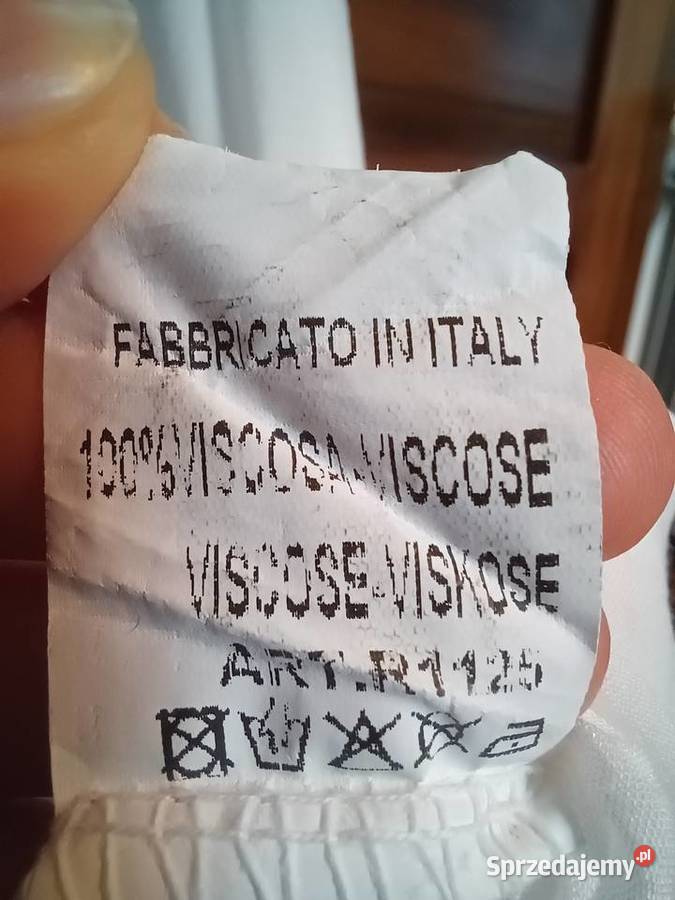 FABBRICATO IN ITALY
100%VISCOSA-VISCOSE
VISCOSE-VISKOSE
ART.R1125
Sprzedajemy.pl